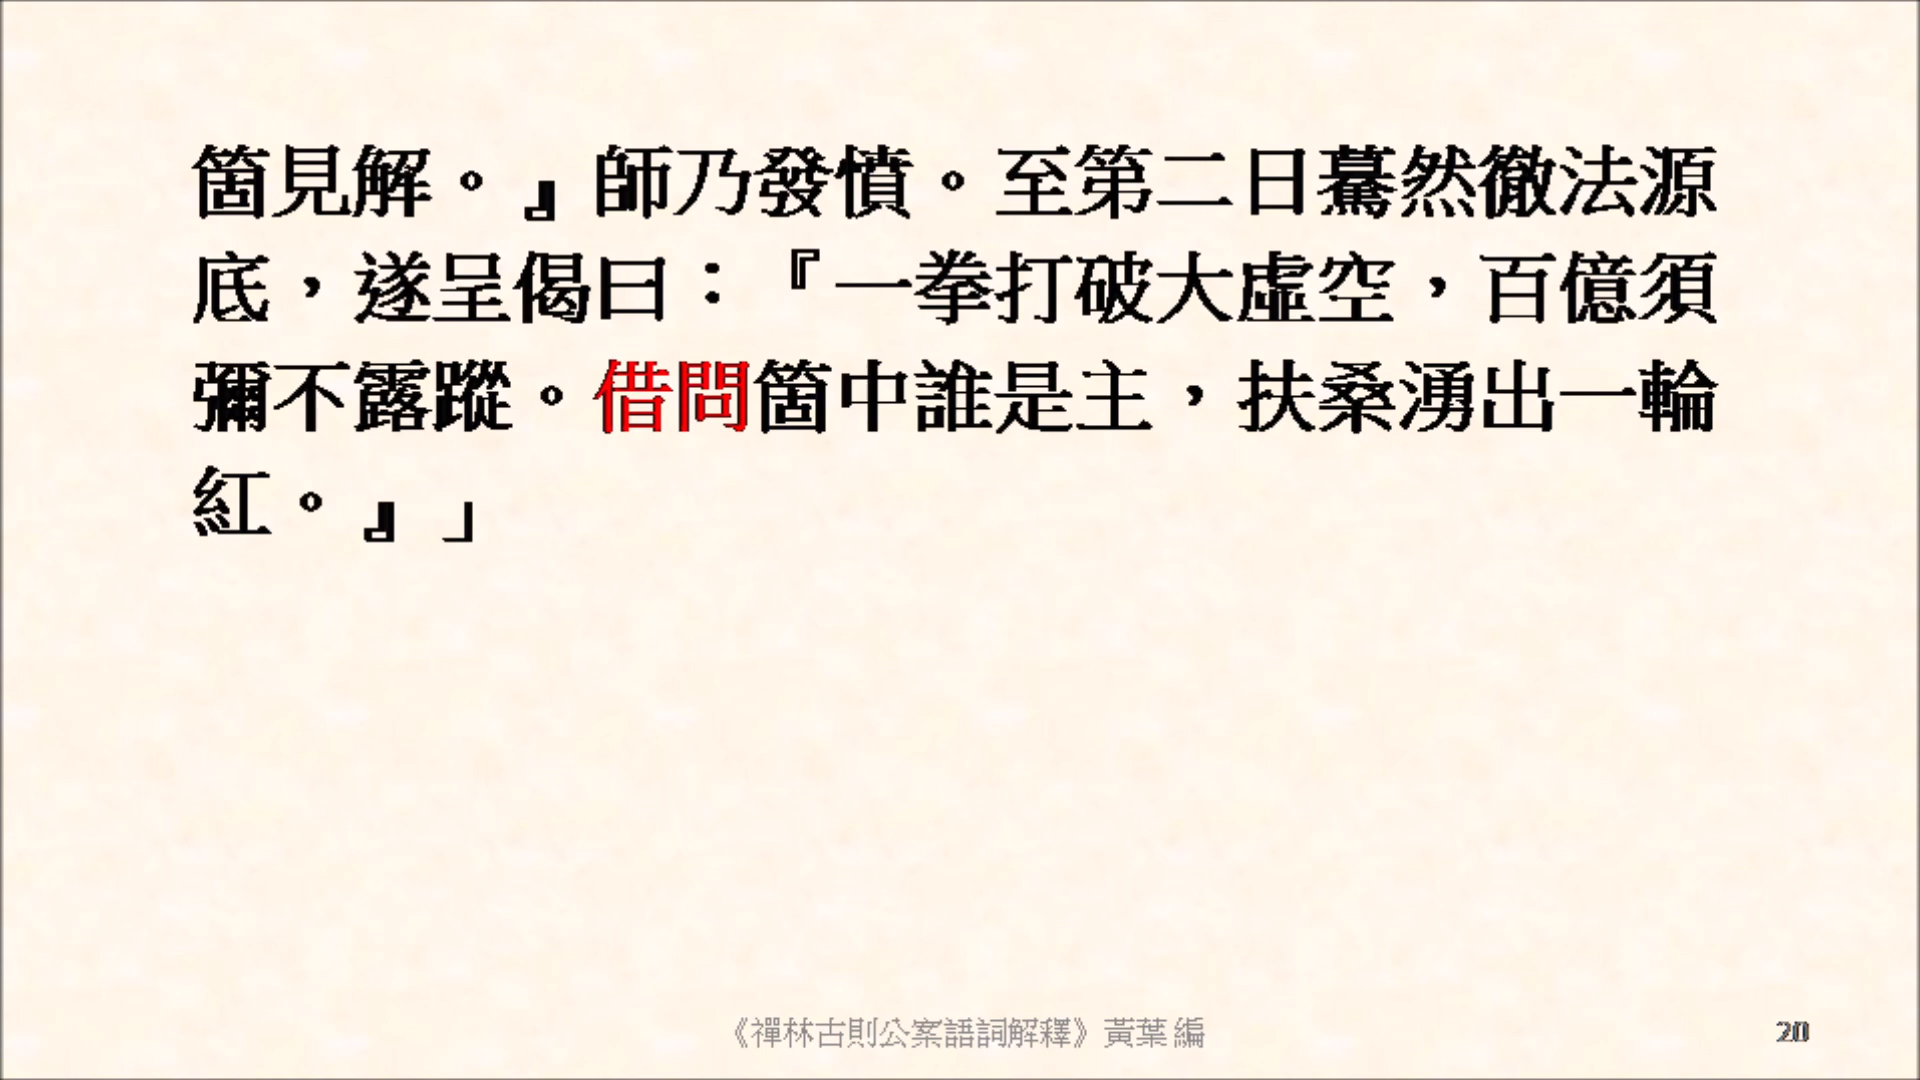 箇見解。』師乃發憤。至第二日驀然徹法源
底，遂呈偈曰：『一拳打破大虛空，百億須
彌不露蹤。借問箇中誰是主，扶桑湧出一輪
紅。』」
《禪林古則公案語詞解釋》黃葉 編
20